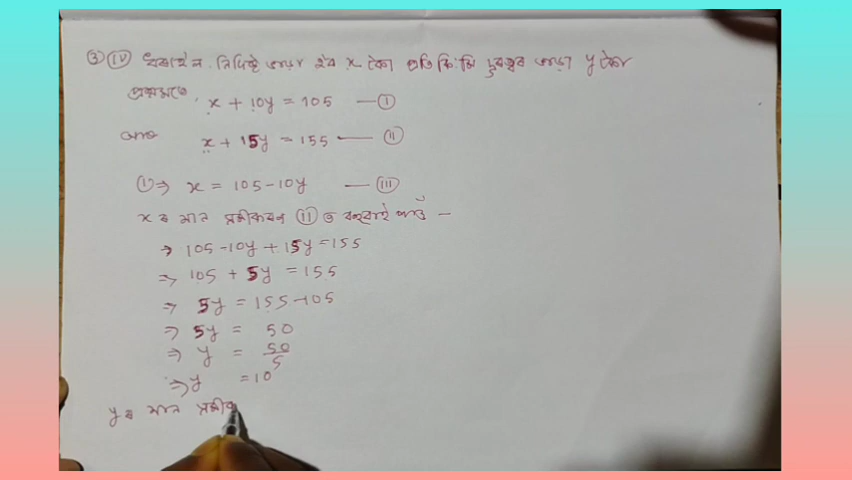 ③ (iv) ধৰাহ'ল, নিৰ্দিষ্ট ভাড়া হ'ব x টকা প্ৰতি কি:মি দুৰত্বৰ ভাড়া y টকা
প্ৰশ্নমতে, x + 10y = 105 — (I)
আৰু x + 15y = 155 — (II)
(I) ⇒ x = 105 - 10y — (III)
x ৰ মান সমীকৰণ (II) ত বহুৱাই পাওঁ -
⇒ 105 - 10y + 15y = 155
⇒ 105 + 5y = 155
⇒ 5y = 155 - 105
⇒ 5y = 50
⇒ y = 50/5
⇒ y = 10
y ৰ মান সমীক